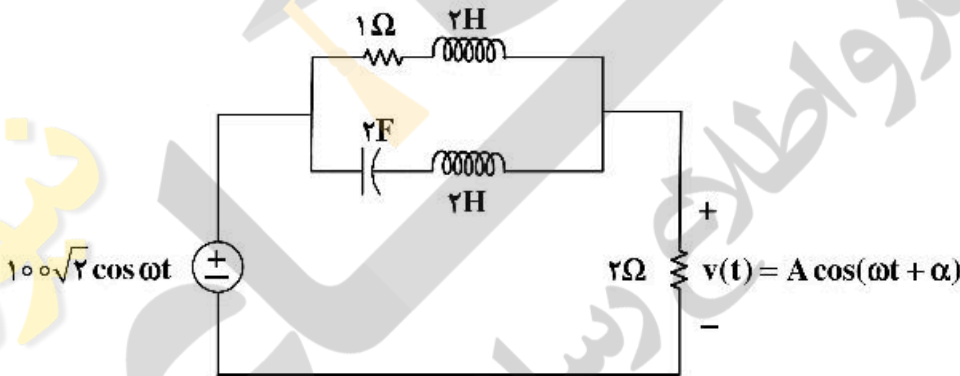 ۱Ω
۲H
۲F
۲H
۱۰۰√۲ cos ωt
+
−
۲Ω
+
v(t) = A cos(ωt + α)
−